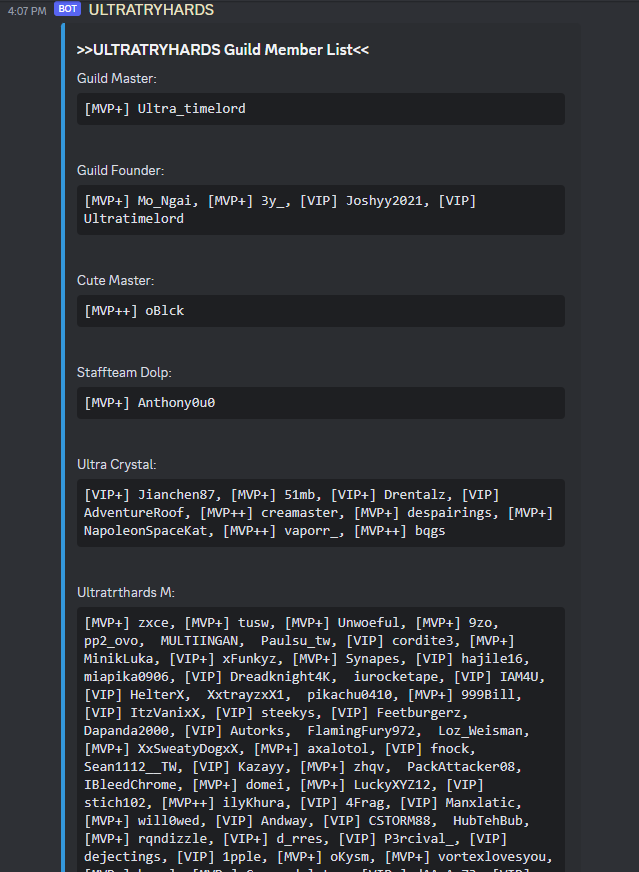 4:07 PM BOT ULTRATRYHARDS
>>ULTRATRYHARDS Guild Member List<<
Guild Master:
[MVP+] Ultra_timelord
Guild Founder:
[MVP+] Mo_Ngai, [MVP+] 3y_, [VIP] Joshyy2021, [VIP]
Ultratimelord
Cute Master:
[MVP++] oBlck
Staffteam Dolp:
[MVP+] Anthony0u0
Ultra Crystal:
[VIP+] Jianchen87, [MVP+] 51mb, [VIP+] Drentalz, [VIP]
AdventureRoof, [MVP++] creamaster, [MVP+] despairings, [MVP+]
NapoleonSpaceKat, [MVP++] vaporr_, [MVP++] bqgs
Ultratrthards M:
[MVP+] zxce, [MVP+] tusw, [MVP+] Unwoeful, [MVP+] 9zo,
pp2_ovo,  MULTIINGAN,  Paulsu_tw, [VIP] cordite3, [MVP+]
MinikLuka, [VIP+] xFunkyz, [MVP+] Synapes, [VIP] hajile16,
miapika0906, [VIP] Dreadknight4K,  iurocketape, [VIP] IAM4U,
[VIP] HelterX,  XxtrayzxX1,  pikachu0410, [MVP+] 999Bill,
[VIP] ItzVanixX, [VIP] steekys, [VIP] Feetburgerz,
Dapanda2000, [VIP] Autorks,  FlamingFury972,  Loz_Weisman,
[MVP+] XxSweatyDogxX, [MVP+] axalotol, [VIP] fnock,
Sean1112__TW, [VIP] Kazayy, [MVP+] zhqv,  PackAttacker08,
IBleedChrome, [MVP+] domei, [MVP+] LuckyXYZ12, [VIP]
stich102, [MVP++] ilyKhura, [VIP] 4Frag, [VIP] Manxlatic,
[MVP+] will0wed, [VIP] Andway, [VIP] CSTORM88,  HubTehBub,
[MVP+] rqndizzle, [VIP+] d_rres, [VIP] P3rcival_, [VIP]
dejectings, [VIP] 1pple, [MVP+] oKysm, [MVP+] vortexlovesyou,